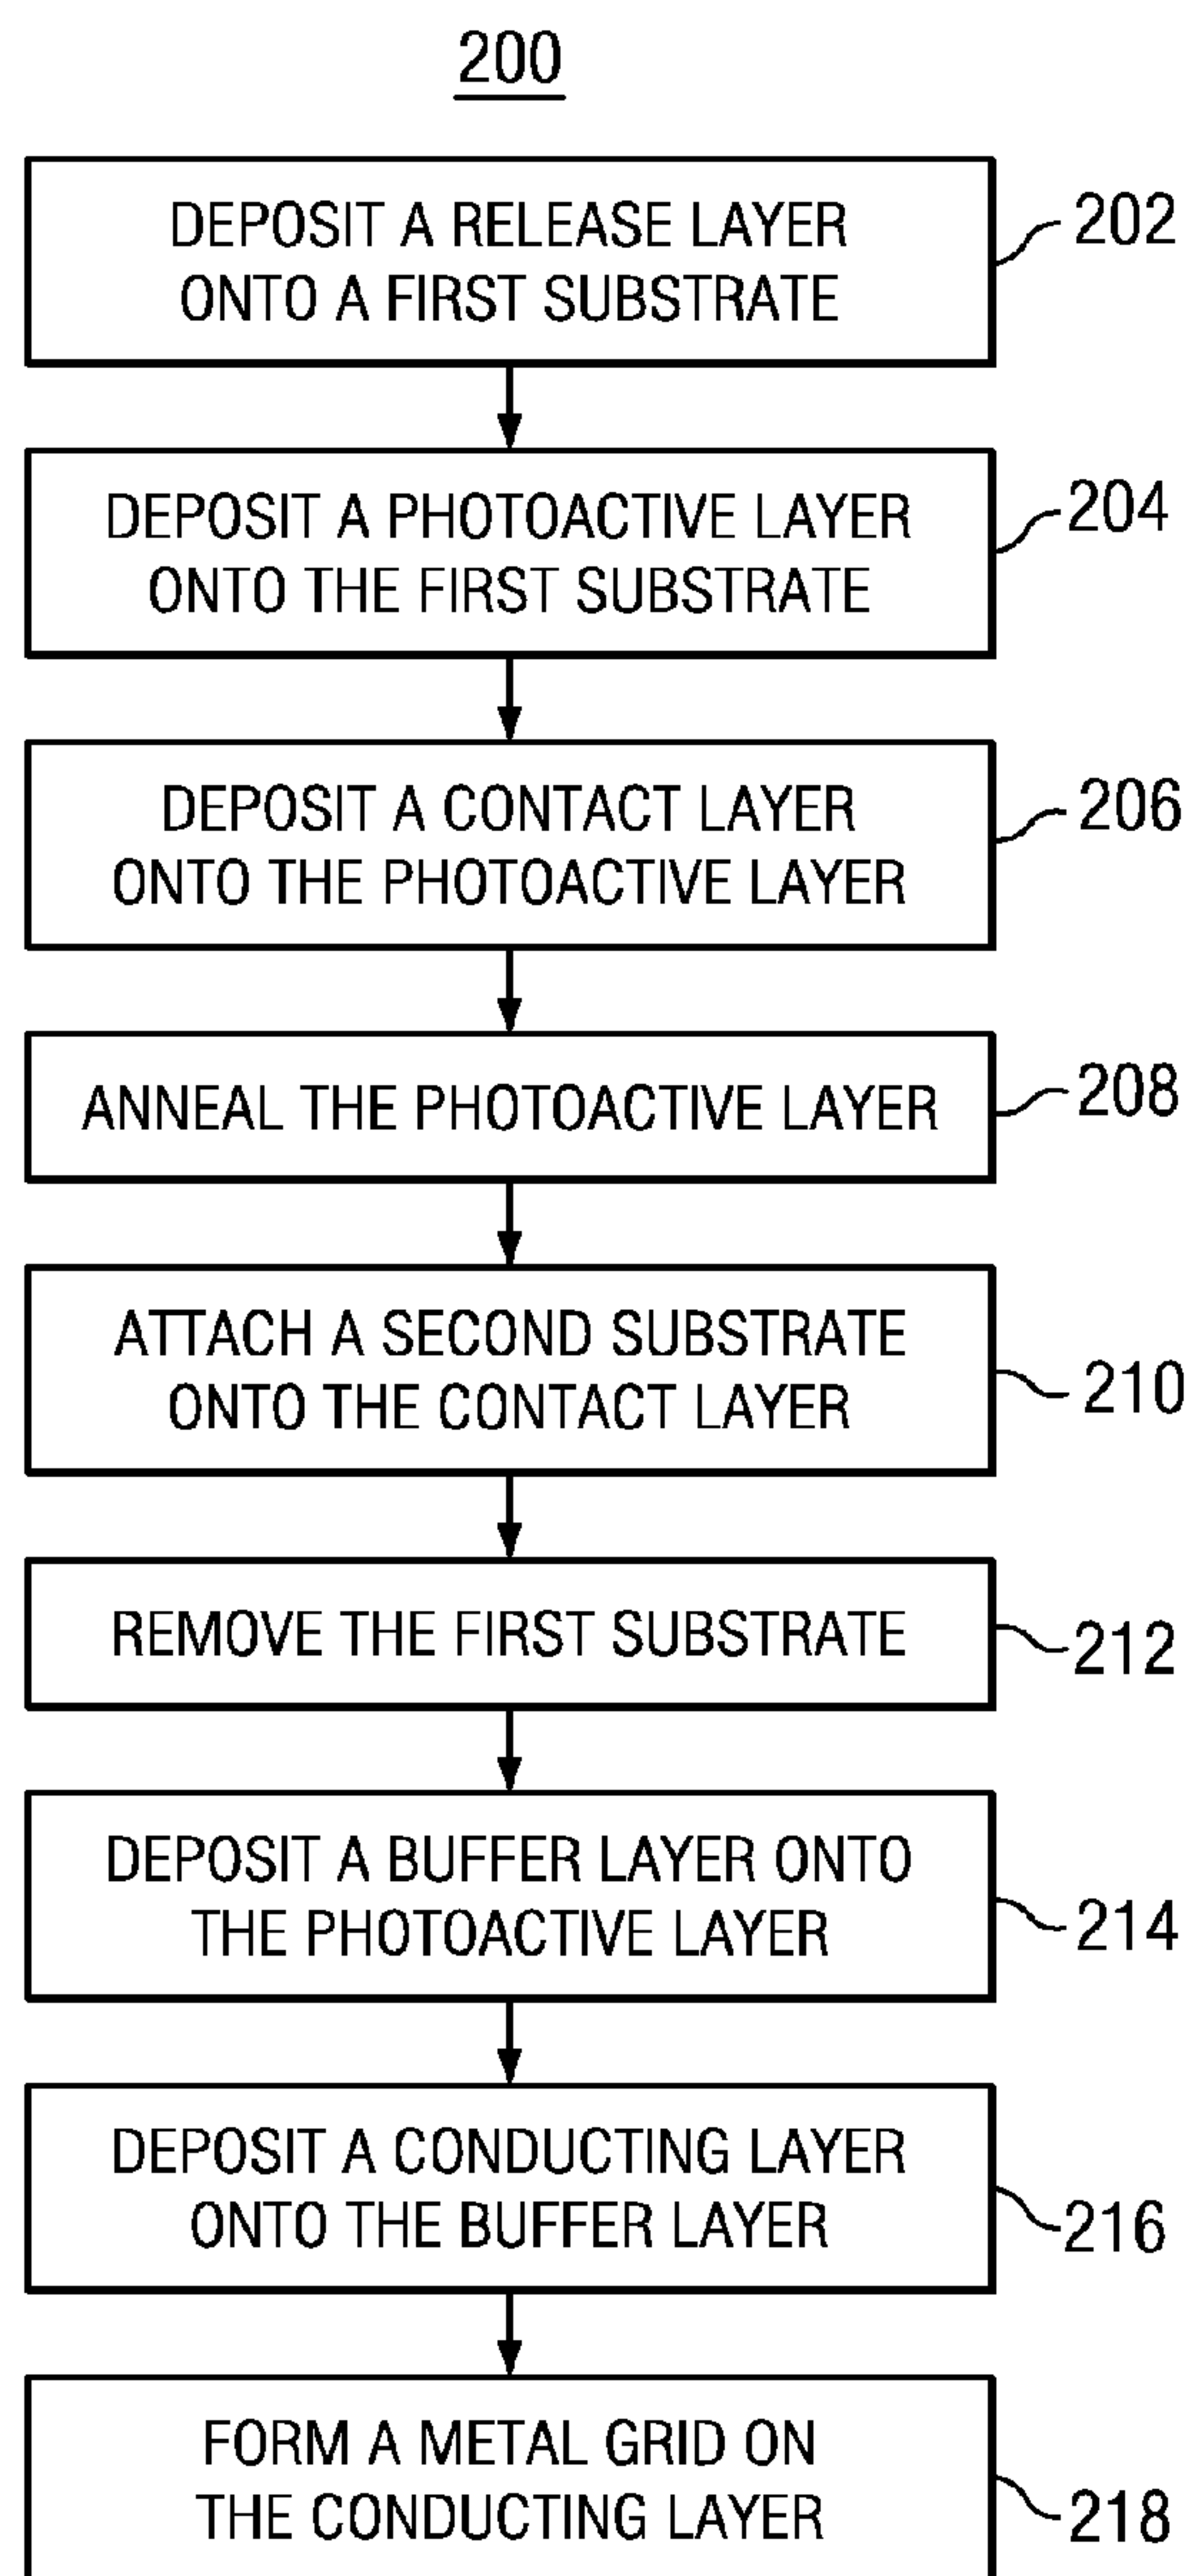 200
DEPOSIT A RELEASE LAYER
ONTO A FIRST SUBSTRATE
202
DEPOSIT A PHOTOACTIVE LAYER
ONTO THE FIRST SUBSTRATE
204
DEPOSIT A CONTACT LAYER
ONTO THE PHOTOACTIVE LAYER
206
ANNEAL THE PHOTOACTIVE LAYER
208
ATTACH A SECOND SUBSTRATE
ONTO THE CONTACT LAYER
210
REMOVE THE FIRST SUBSTRATE
212
DEPOSIT A BUFFER LAYER ONTO
THE PHOTOACTIVE LAYER
214
DEPOSIT A CONDUCTING LAYER
ONTO THE BUFFER LAYER
216
FORM A METAL GRID ON
THE CONDUCTING LAYER
218